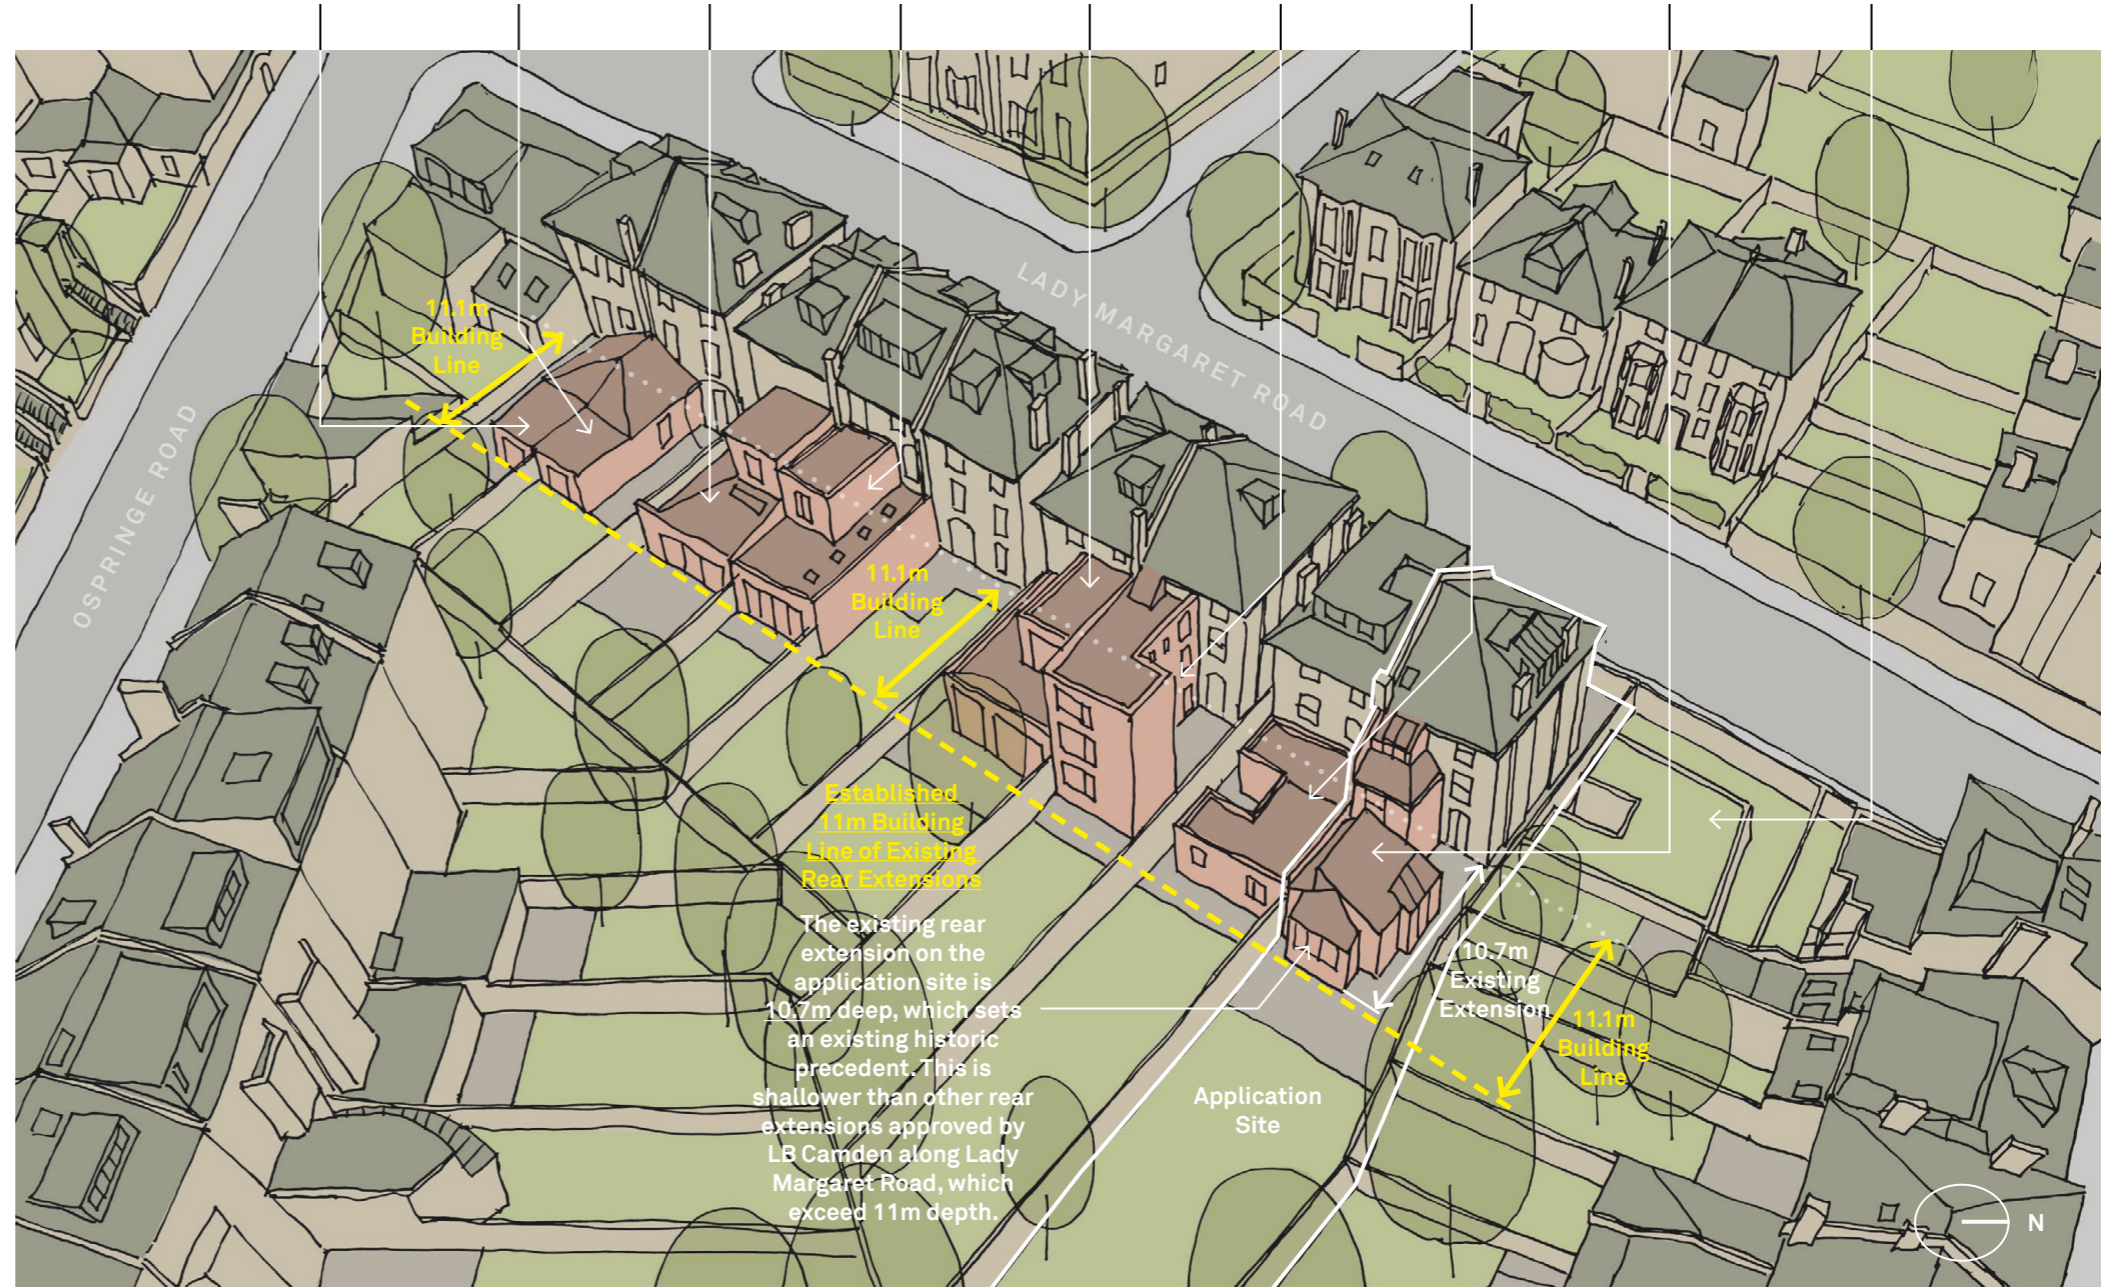 LADY MARGARET ROAD
OSPRINGE ROAD
11.1m
Building
Line
11.1m
Building
Line
Established
11m Building
Line of Existing
Rear Extensions
The existing rear
extension on the
application site is
10.7m deep, which sets
an existing historic
precedent. This is
shallower than other rear
extensions approved by
LB Camden along Lady
Margaret Road, which
exceed 11m depth.
10.7m
Existing
Extension
11.1m
Building
Line
Application
Site
N